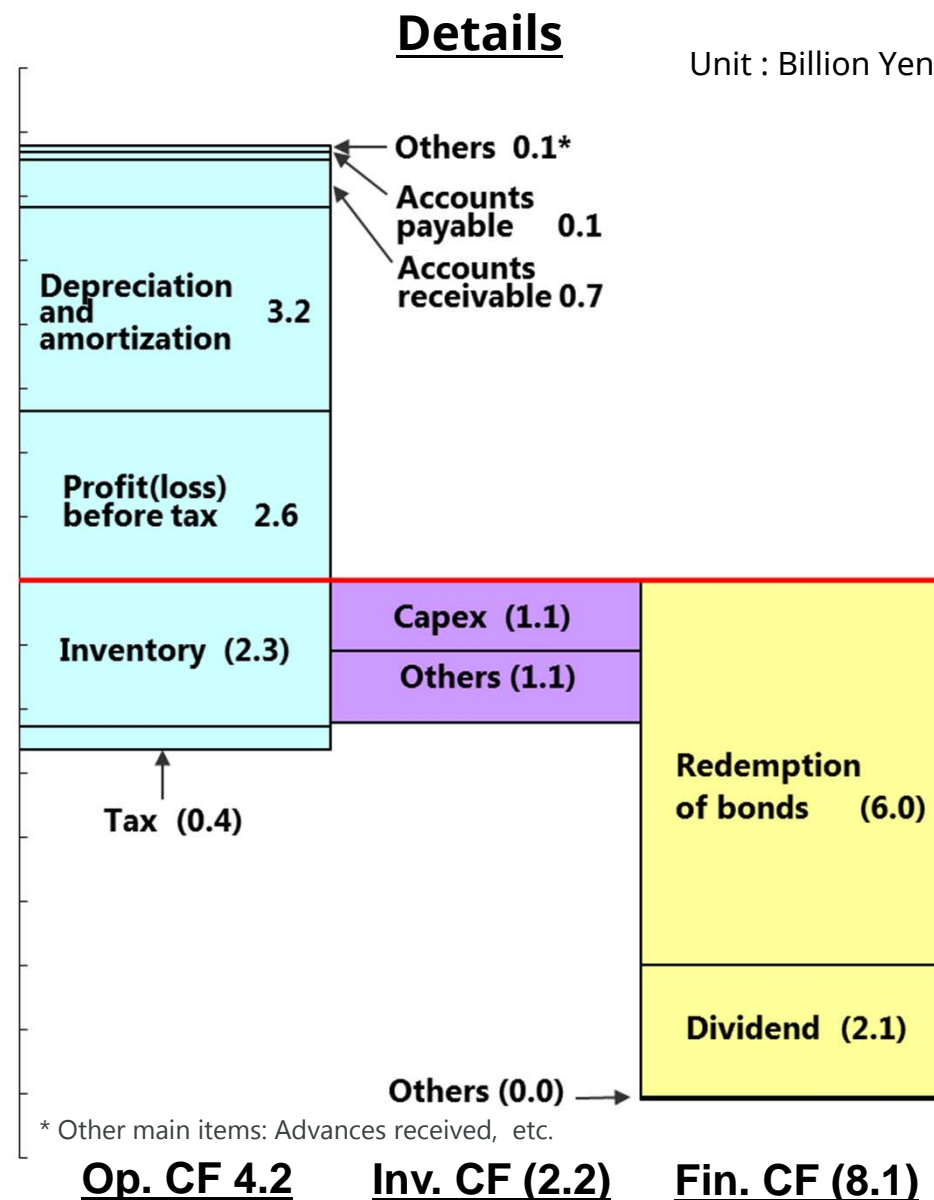 Details
Unit : Billion Yen
Others 0.1*
Accounts
payable 0.1
Accounts
receivable 0.7
Depreciation
and 3.2
amortization
Profit(loss)
before tax 2.6
Inventory (2.3)
Capex (1.1)
Others (1.1)
Tax (0.4)
Redemption
of bonds (6.0)
Dividend (2.1)
Others (0.0)
* Other main items: Advances received, etc.
Op. CF 4.2 Inv. CF (2.2) Fin. CF (8.1)